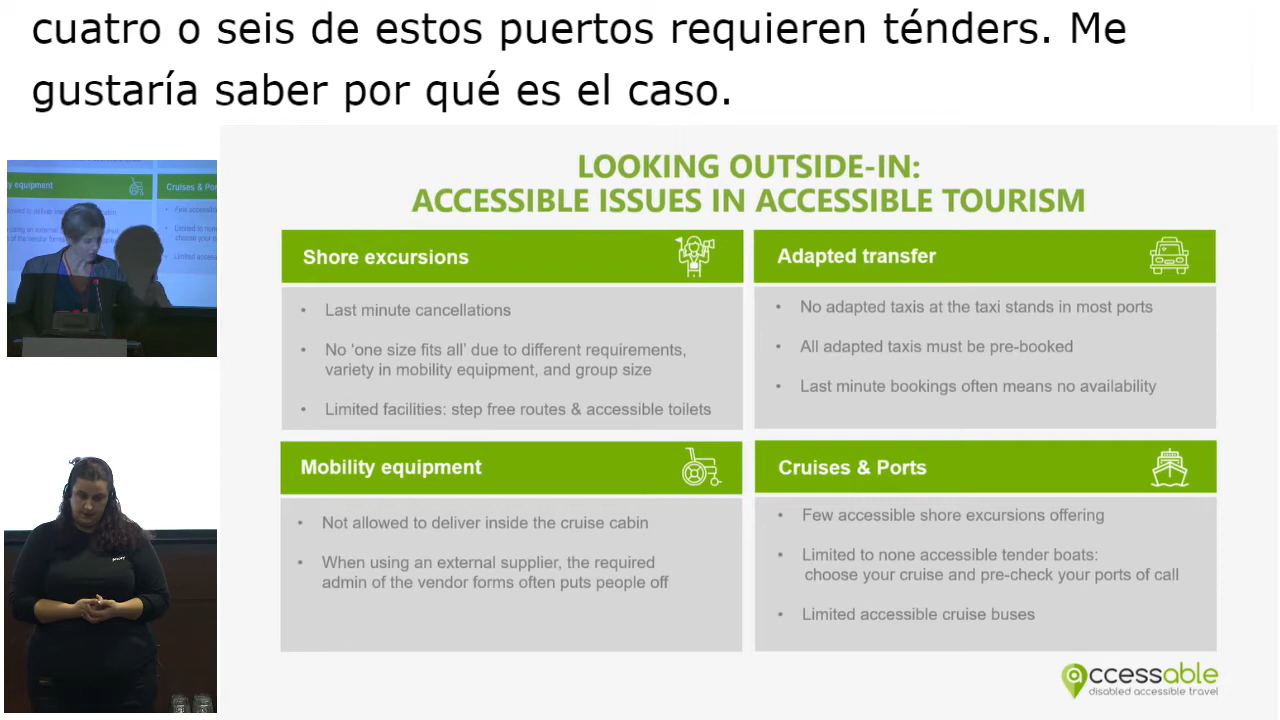 cuatro o seis de estos puertos requieren ténders. Me
gustaría saber por qué es el caso.
LOOKING OUTSIDE-IN:
ACCESSIBLE ISSUES IN ACCESSIBLE TOURISM
Shore excursions
• Last minute cancellations
• No ‘one size fits all’ due to different requirements,
variety in mobility equipment, and group size
• Limited facilities: step free routes & accessible toilets
Adapted transfer
• No adapted taxis at the taxi stands in most ports
• All adapted taxis must be pre-booked
• Last minute bookings often means no availability
Mobility equipment
• Not allowed to deliver inside the cruise cabin
• When using an external supplier, the required
admin of the vendor forms often puts people off
Cruises & Ports
• Few accessible shore excursions offering
• Limited to none accessible tender boats:
choose your cruise and pre-check your ports of call
• Limited accessible cruise buses
accessable
disabled accessible travel
y equipment
Cruises & Ports